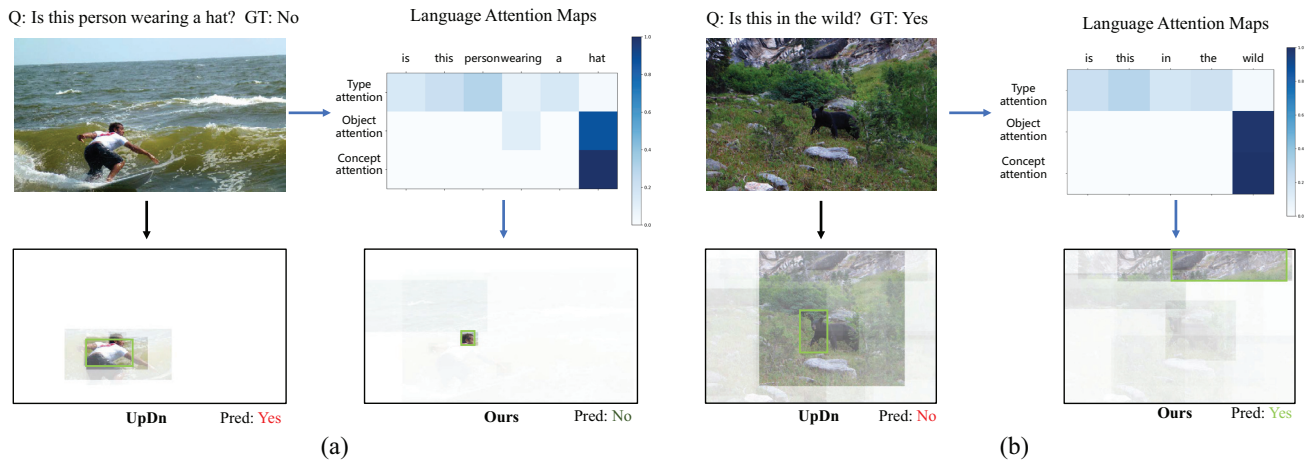 Q: Is this person wearing a hat? GT: No
Language Attention Maps
is this person wearing a hat
Type attention
Object attention
Concept attention
1.0
0.8
0.6
0.4
0.2
0.0
UpDn Pred: Yes
Ours Pred: No
(a)
Q: Is this in the wild? GT: Yes
Language Attention Maps
is this in the wild
Type attention
Object attention
Concept attention
1.0
0.8
0.6
0.4
0.2
0.0
UpDn Pred: No
Ours Pred: Yes
(b)